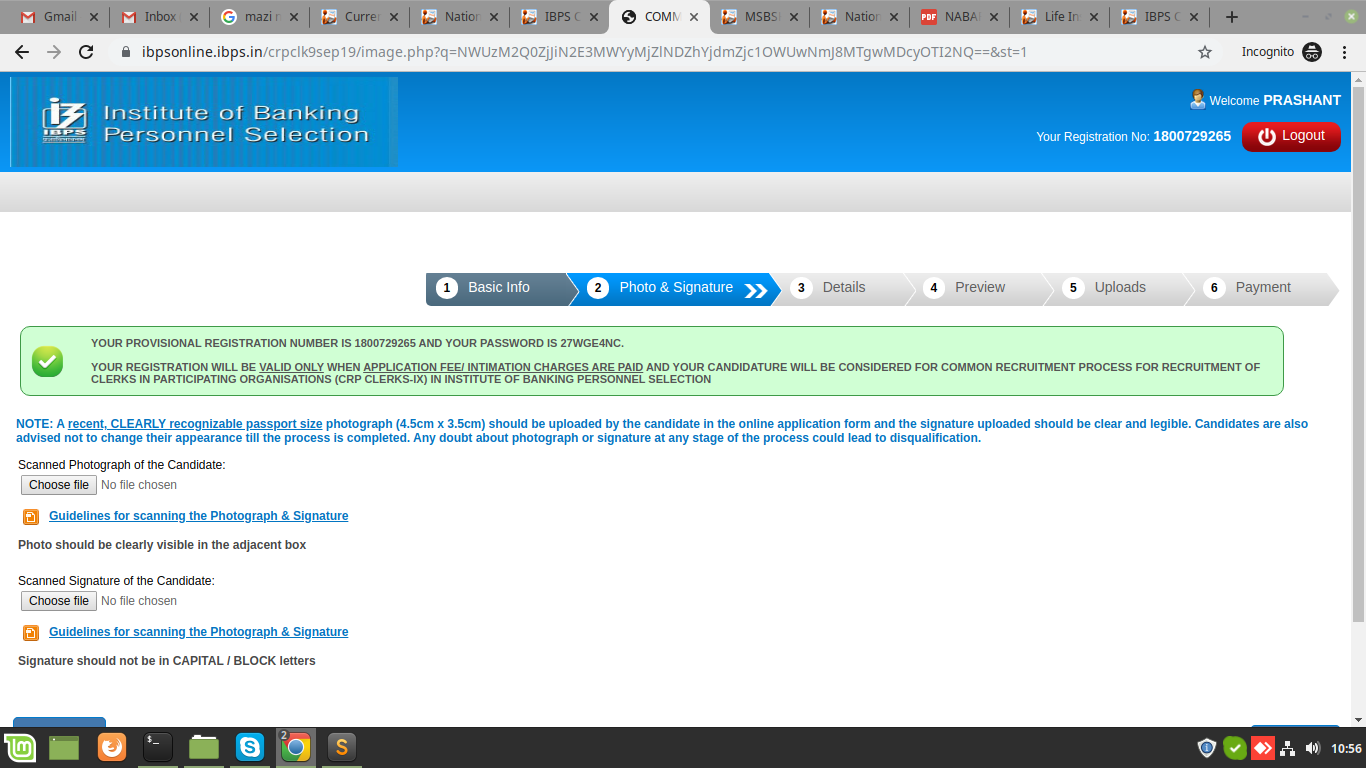 Gmail
Inbox
mazi r
Curre
Nation
IBPS C
COMM
MSBS
Nation
PDF
NABA
Life In
IBPS C
ibpsonline.ibps.in/crpclk9sep19/image.php?q=NWUzM2Q0ZjJiN2E3MWYyMjZlNDZhYjdmZjc1OWUwNmJ8MTgwMDcyOTI2NQ==&st=1
Incognito
IBPS
Institute of Banking
Personnel Selection
Welcome PRASHANT
Your Registration No: 1800729265
Logout
1 Basic Info
2 Photo & Signature
3 Details
4 Preview
5 Uploads
6 Payment
YOUR PROVISIONAL REGISTRATION NUMBER IS 1800729265 AND YOUR PASSWORD IS 27WGE4NC.
YOUR REGISTRATION WILL BE VALID ONLY WHEN APPLICATION FEE/ INTIMATION CHARGES ARE PAID AND YOUR CANDIDATURE WILL BE CONSIDERED FOR COMMON RECRUITMENT PROCESS FOR RECRUITMENT OF
CLERKS IN PARTICIPATING ORGANISATIONS (CRP CLERKS-IX) IN INSTITUTE OF BANKING PERSONNEL SELECTION
NOTE: A recent, CLEARLY recognizable passport size photograph (4.5cm x 3.5cm) should be uploaded by the candidate in the online application form and the signature uploaded should be clear and legible. Candidates are also
advised not to change their appearance till the process is completed. Any doubt about photograph or signature at any stage of the process could lead to disqualification.
Scanned Photograph of the Candidate:
Choose file No file chosen
Guidelines for scanning the Photograph & Signature
Photo should be clearly visible in the adjacent box
Scanned Signature of the Candidate:
Choose file No file chosen
Guidelines for scanning the Photograph & Signature
Signature should not be in CAPITAL / BLOCK letters
2
10:56